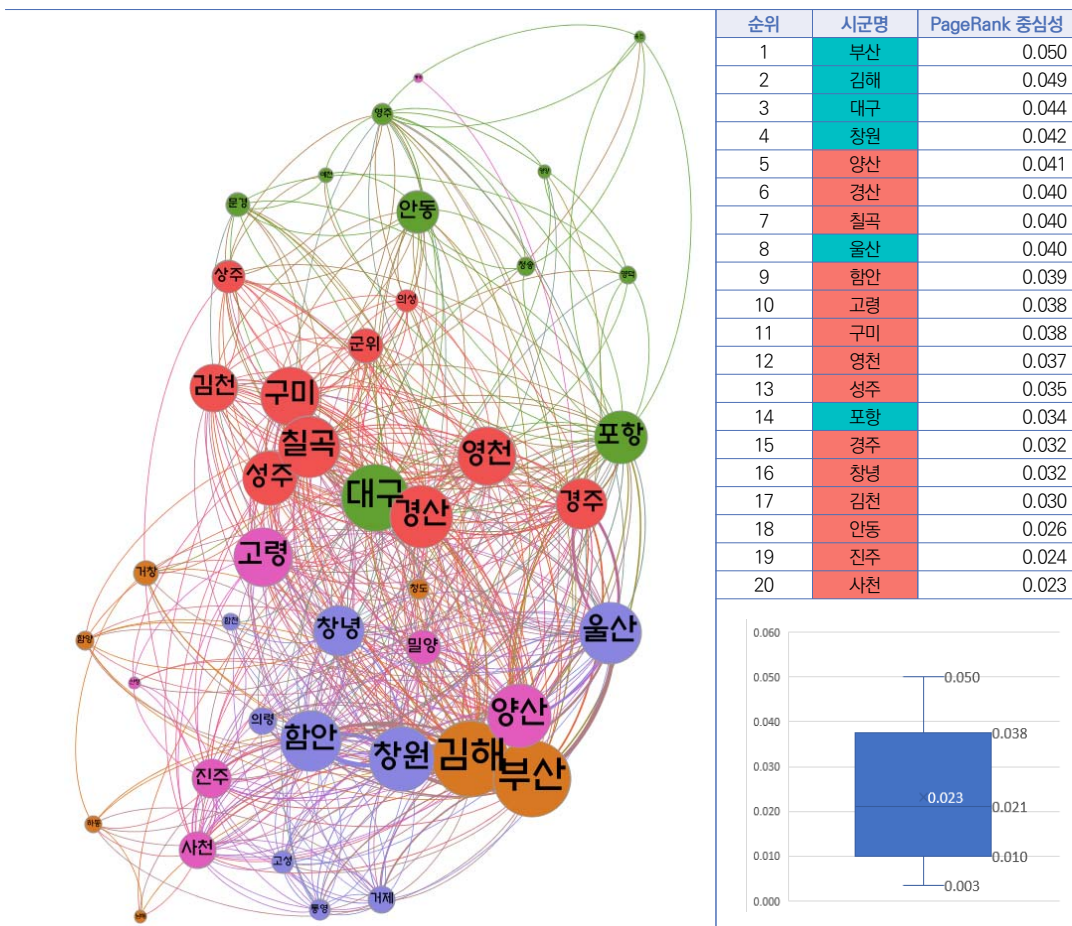 순위 시군명 PageRank 중심성
1 부산 0.050
2 김해 0.049
3 대구 0.044
4 창원 0.042
5 양산 0.041
6 경산 0.040
7 칠곡 0.040
8 울산 0.040
9 함안 0.039
10 고령 0.038
11 구미 0.038
12 영천 0.037
13 성주 0.035
14 포항 0.034
15 경주 0.032
16 창녕 0.032
17 김천 0.030
18 안동 0.026
19 진주 0.024
20 사천 0.023
영주
예천
문경
안동
청송
영덕
상주
의성
군위
김천
구미
칠곡
성주
영천
포항
대구
경산
경주
고령
거창
청도
합천
창녕
밀양
울산
함양
의령
함안
양산
창원
김해
부산
진주
하동
사천
고성
거제
통영
0.060
0.050
0.040
0.030
0.020
0.010
0.000
0.050
0.038
0.023
0.021
0.010
0.003